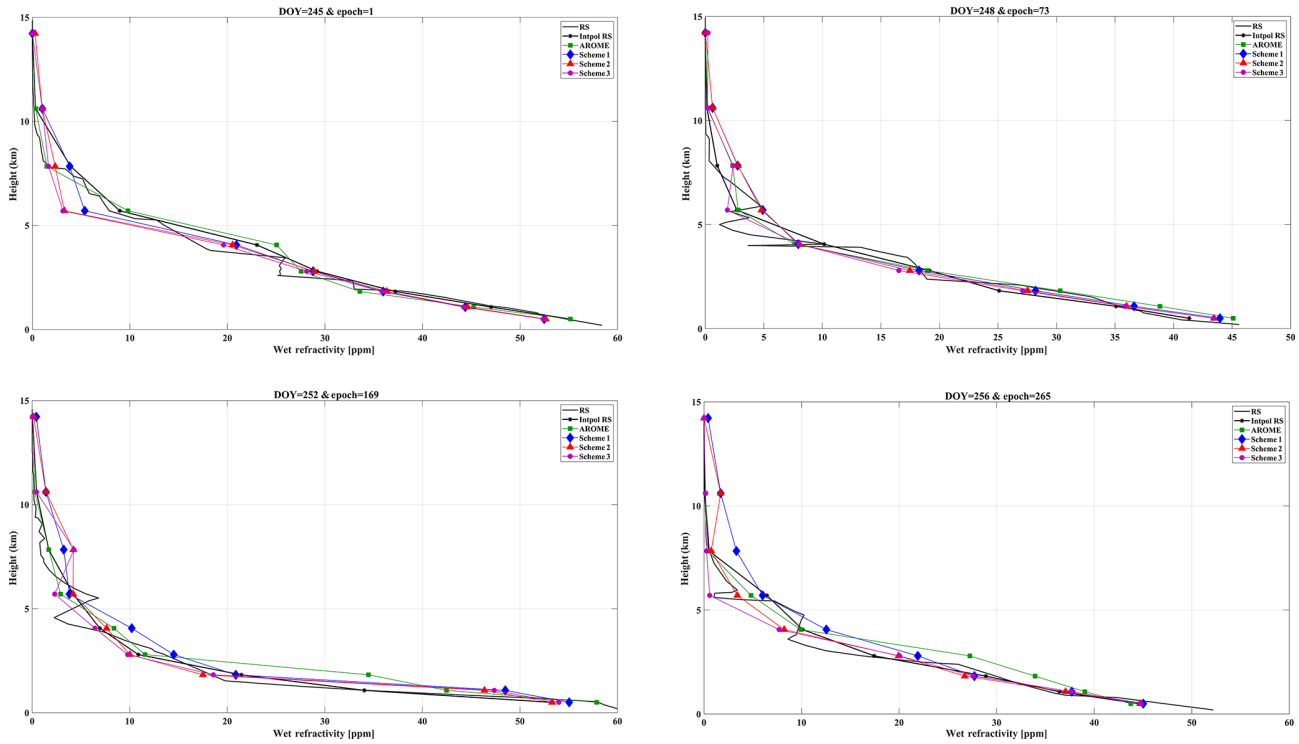 DOY=245 & epoch=1
RS
Intpol RS
AROME
Scheme 1
Scheme 2
Scheme 3
Height (km)
15
10
5
0
0 10 20 30 40 50 60
Wet refractivity [ppm]
DOY=248 & epoch=73
RS
Intpol RS
AROME
Scheme 1
Scheme 2
Scheme 3
Height (km)
15
10
5
0
5 10 15 20 25 30 35 40 45 50
Wet refractivity [ppm]
DOY=252 & epoch=169
RS
Intpol RS
AROME
Scheme 1
Scheme 2
Scheme 3
Height (km)
15
10
5
0
0 10 20 30 40 50 60
Wet refractivity [ppm]
DOY=256 & epoch=265
RS
Intpol RS
AROME
Scheme 1
Scheme 2
Scheme 3
Height (km)
15
10
5
0
0 10 20 30 40 50 60
Wet refractivity [ppm]